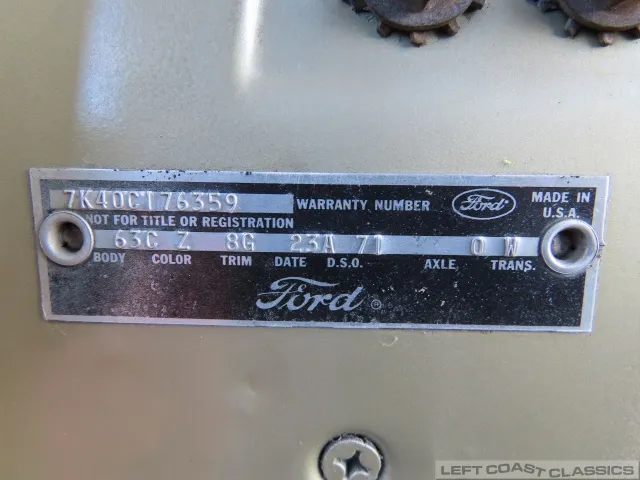 7K40C176359 WARRANTY NUMBER Ford MADE IN U.S.A.
NOT FOR TITLE OR REGISTRATION
63C Z 8G 23A 71 0 W
BODY COLOR TRIM DATE D.S.O. AXLE TRANS.
Ford ®
LEFT COAST CLASSICS